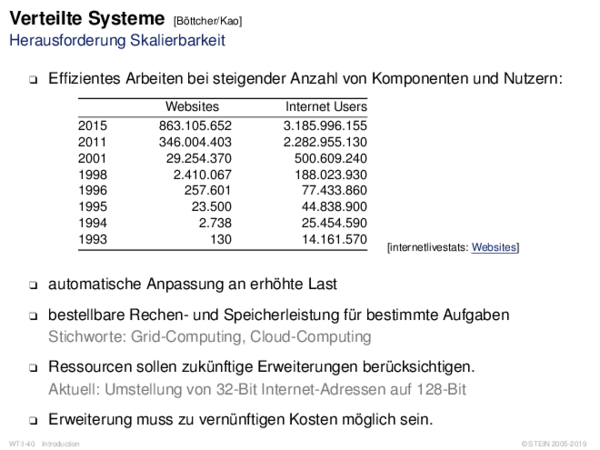 Verteilte Systeme [Böttcher/Kao]
Herausforderung Skalierbarkeit
❑ Effizientes Arbeiten bei steigender Anzahl von Komponenten und Nutzern:
Websites Internet Users
2015 863.105.652 3.185.996.155
2011 346.004.403 2.282.955.130
2001 29.254.370 500.609.240
1998 2.410.067 188.023.930
1996 257.601 77.433.860
1995 23.500 44.838.900
1994 2.738 25.454.590
1993 130 14.161.570
[internetlivestats: Websites]
❑ automatische Anpassung an erhöhte Last
❑ bestellbare Rechen- und Speicherleistung für bestimmte Aufgaben
Stichworte: Grid-Computing, Cloud-Computing
❑ Ressourcen sollen zukünftige Erweiterungen berücksichtigen.
Aktuell: Umstellung von 32-Bit Internet-Adressen auf 128-Bit
❑ Erweiterung muss zu vernünftigen Kosten möglich sein.
WT:I-40 Introduction © STEIN 2005-2019